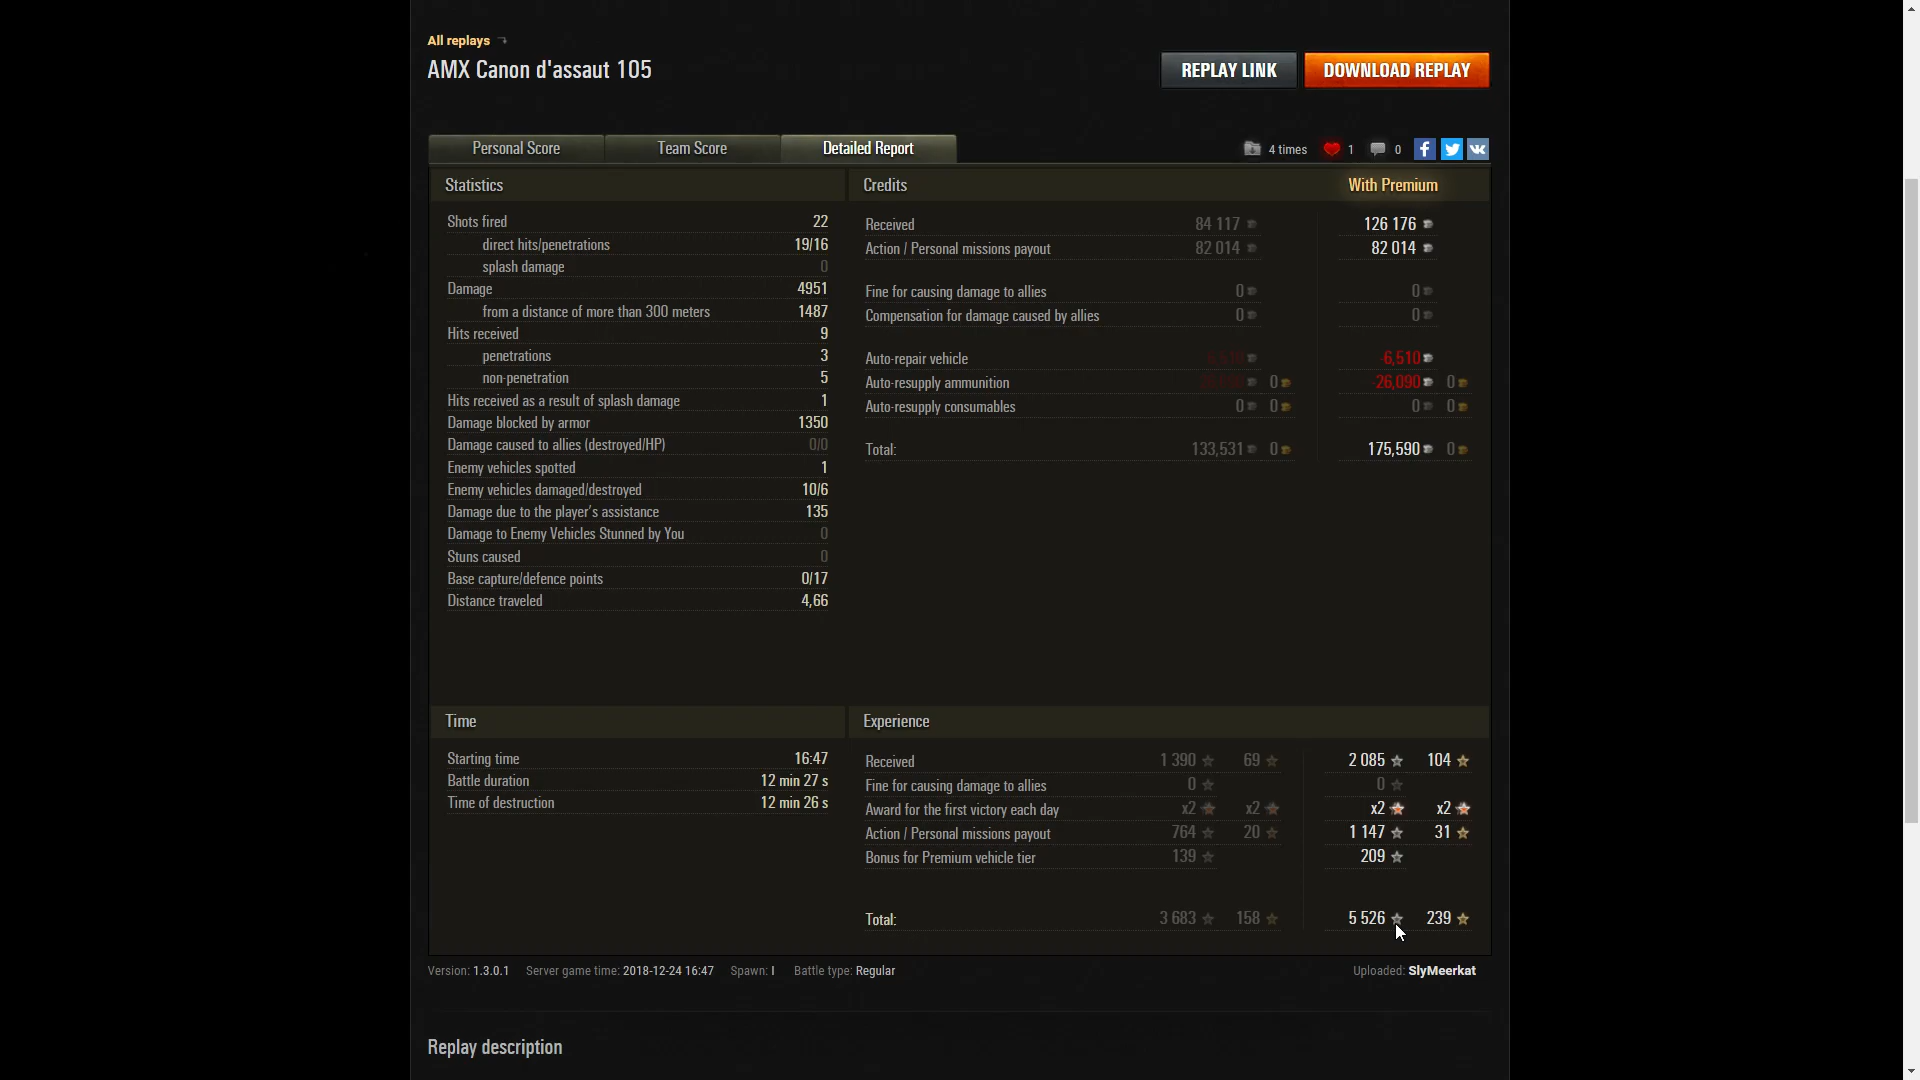 All replays
AMX Canon d'assaut 105
REPLAY LINK
DOWNLOAD REPLAY
Personal Score
Team Score
Detailed Report
4 times
1
0
Statistics
Shots fired 22
direct hits/penetrations 19/16
splash damage 0
Damage 4951
from a distance of more than 300 meters 1487
Hits received 9
penetrations 3
non-penetration 5
Hits received as a result of splash damage 1
Damage blocked by armor 1350
Damage caused to allies (destroyed/HP) 0/0
Enemy vehicles spotted 1
Enemy vehicles damaged/destroyed 10/6
Damage due to the player's assistance 135
Damage to Enemy Vehicles Stunned by You 0
Stuns caused 0
Base capture/defence points 0/17
Distance traveled 4,66
Credits With Premium
Received 84 117 126 176
Action / Personal missions payout 82 014 82 014
Fine for causing damage to allies 0 0
Compensation for damage caused by allies 0 0
Auto-repair vehicle -6,510
Auto-resupply ammunition 0 -26,090 0
Auto-resupply consumables 0 0 0 0
Total: 133,531 0 175,590 0
Time
Starting time 16:47
Battle duration 12 min 27 s
Time of destruction 12 min 26 s
Experience
Received 1 390 69 2 085 104
Fine for causing damage to allies 0 0
Award for the first victory each day x2 x2 x2 x2
Action / Personal missions payout 764 20 1 147 31
Bonus for Premium vehicle tier 139 209
Total: 3 683 158 5 526 239
Version: 1.3.0.1 Server game time: 2018-12-24 16:47 Spawn: I Battle type: Regular Uploaded: SlyMeerkat
Replay description